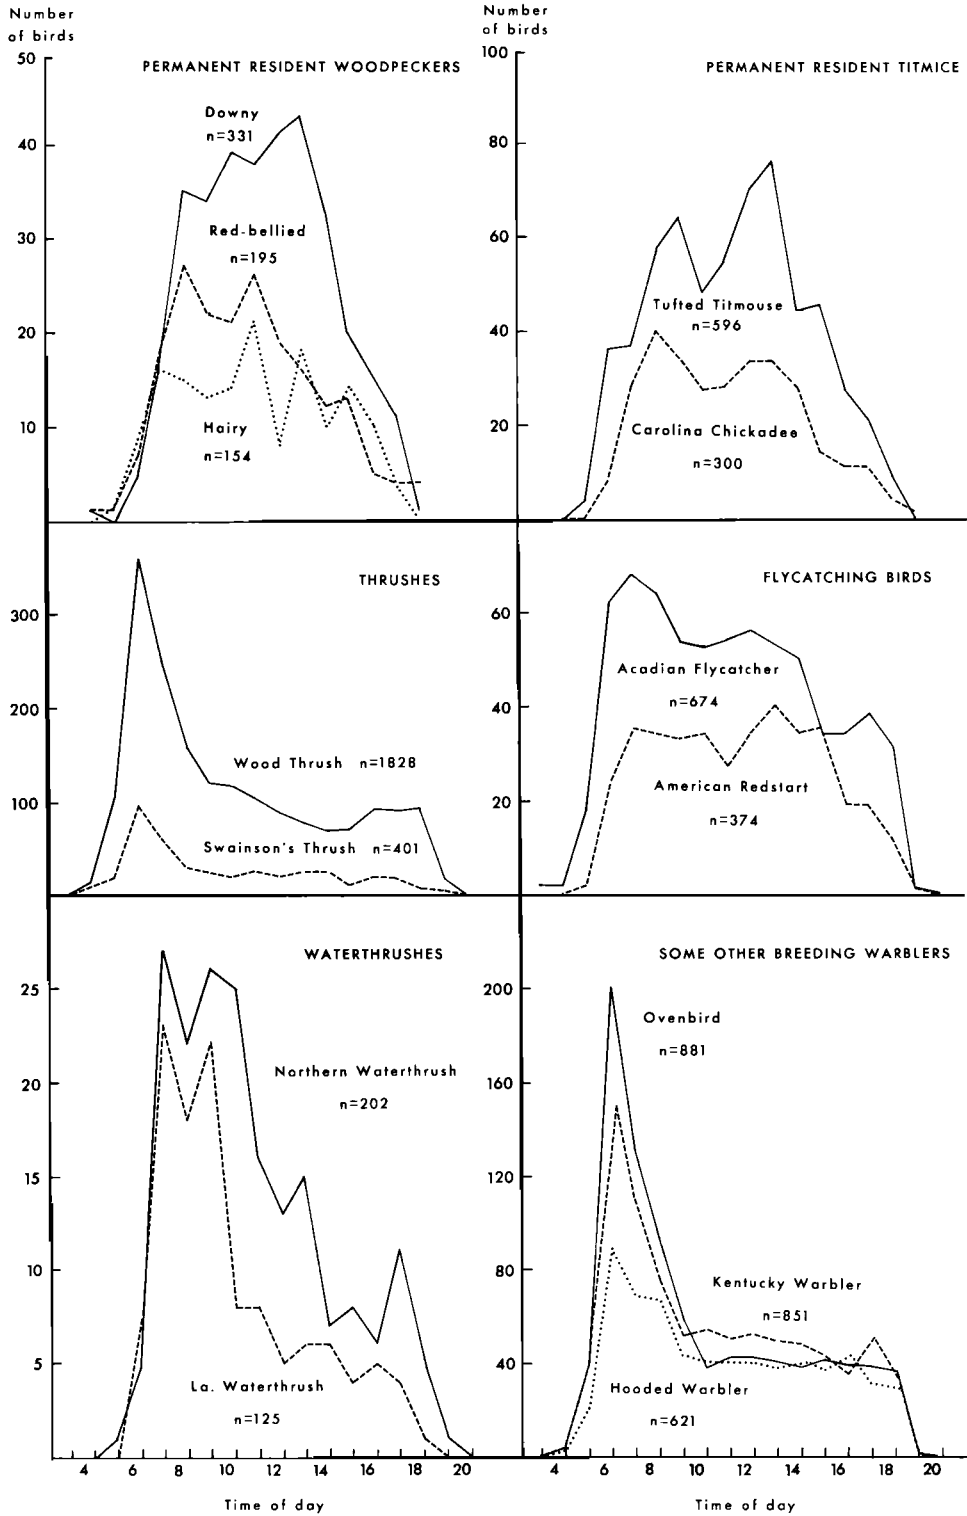 Number
of birds
50
40
30
20
10
PERMANENT RESIDENT WOODPECKERS
Downy
n=331
Red-bellied
n=195
Hairy
n=154
Number
of birds
100
80
60
40
20
PERMANENT RESIDENT TITMICE
Tufted Titmouse
n=596
Carolina Chickadee
n=300
300
200
100
THRUSHES
Wood Thrush n=1828
Swainson's Thrush n=401
60
40
20
FLYCATCHING BIRDS
Acadian Flycatcher
n=674
American Redstart
n=374
25
20
15
10
5
WATERTHRUSHES
Northern Waterthrush
n=202
La. Waterthrush
n=125
4 6 8 10 12 14 16 18 20
Time of day
200
160
120
80
40
SOME OTHER BREEDING WARBLERS
Ovenbird
n=881
Kentucky Warbler
n=851
Hooded Warbler
n=621
4 6 8 10 12 14 16 18 20
Time of day